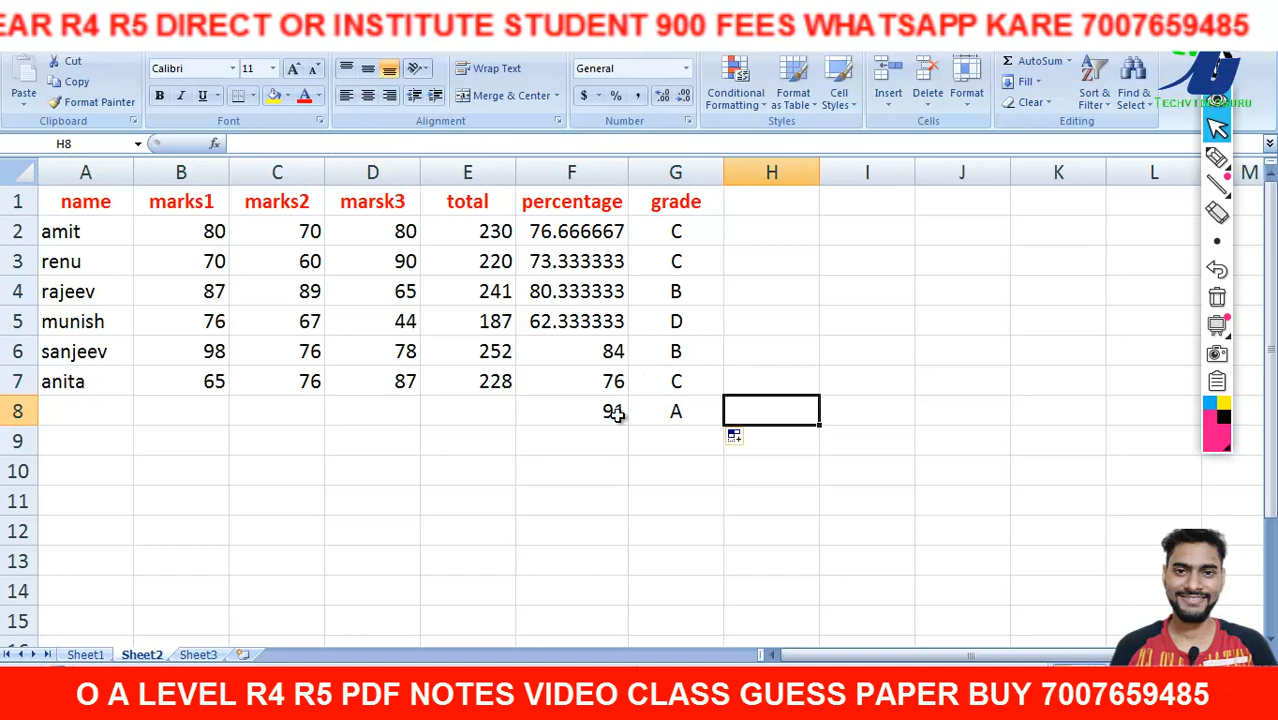 EAR R4 R5 DIRECT OR INSTITUTE STUDENT 900 FEES WHATSAPP KARE 7007659485
Cut
Copy
Format Painter
Paste
Clipboard
Calibri 11
B I U
Font
Wrap Text
Merge & Center
Alignment
General
$ % ,
Number
Conditional Formatting
Format as Table
Cell Styles
Styles
Insert
Delete
Format
Cells
AutoSum
Fill
Clear
Sort & Filter
Find & Select
Editing
H8 fx
A B C D E F G H I J K L M
1 name marks1 marks2 marsk3 total percentage grade
2 amit 80 70 80 230 76.666667 C
3 renu 70 60 90 220 73.333333 C
4 rajeev 87 89 65 241 80.333333 B
5 munish 76 67 44 187 62.333333 D
6 sanjeev 98 76 78 252 84 B
7 anita 65 76 87 228 76 C
8 91 A
9
10
11
12
13
14
15
Sheet1 Sheet2 Sheet3
O A LEVEL R4 R5 PDF NOTES VIDEO CLASS GUESS PAPER BUY 7007659485